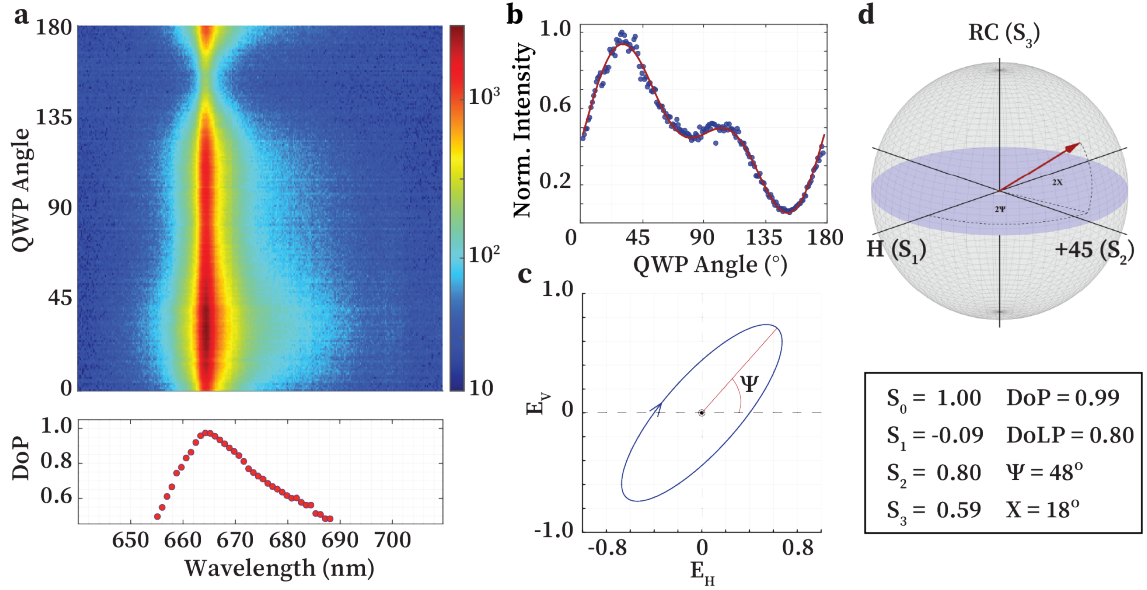 a
QWP Angle
180
135
90
45
0
10³
10²
10
DoP
1.0
0.8
0.6
650 660 670 680 690 700
Wavelength (nm)
b
Norm. Intensity
1.0
0.6
0.2
0 45 90 135 180
QWP Angle (°)
c
1.0
E_V
0
-1.0
Ψ
-0.8 0 0.8
E_H
d
RC (S₃)
2X
2Ψ
H (S₁)
+45 (S₂)
S₀ = 1.00 DoP = 0.99
S₁ = -0.09 DoLP = 0.80
S₂ = 0.80 Ψ = 48°
S₃ = 0.59 X = 18°